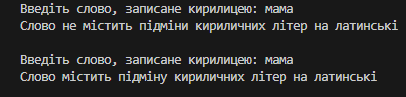 Введіть слово, записане кирилицею: мама
Слово не містить підміни кириличних літер на латинські
Введіть слово, записане кирилицею: мама
Слово містить підміну кириличних літер на латинські